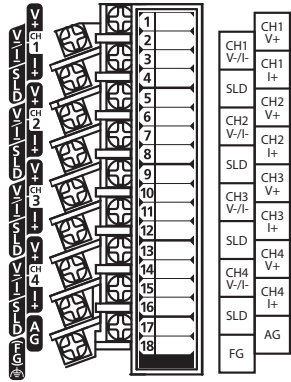 V+
CH
1
I+
V+
CH
2
I+
V+
CH
3
I+
V+
CH
4
I+
AG
V-/I-
SLD
V-/I-
SLD
V-/I-
SLD
V-/I-
SLD
FG
1
2
3
4
5
6
7
8
9
10
11
12
13
14
15
16
17
18
CH1
V-/I-
SLD
CH2
V-/I-
SLD
CH3
V-/I-
SLD
CH4
V-/I-
SLD
FG
CH1
V+
CH1
I+
CH2
V+
CH2
I+
CH3
V+
CH3
I+
CH4
V+
CH4
I+
AG